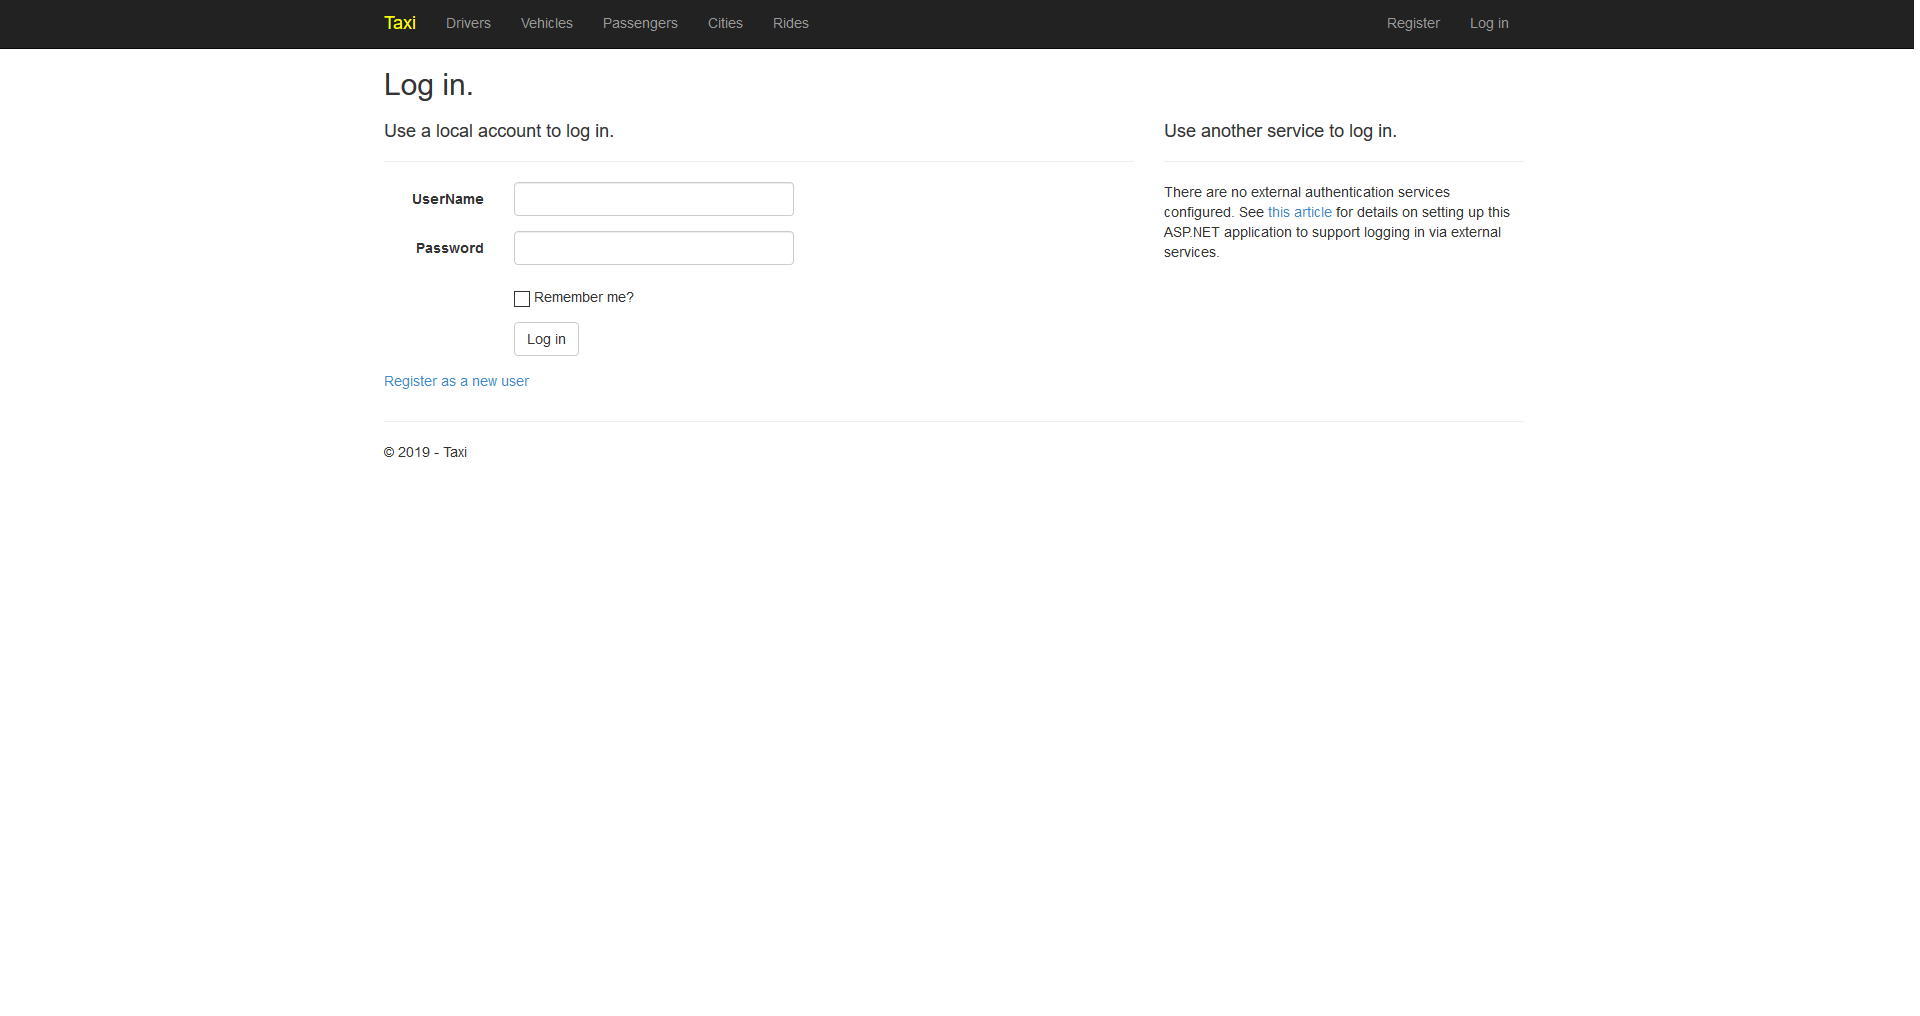 Taxi Drivers Vehicles Passengers Cities Rides Register Log in
Log in.
Use a local account to log in.
UserName
Password
Remember me?
Log in
Register as a new user
Use another service to log in.
There are no external authentication services
configured. See this article for details on setting up this
ASP.NET application to support logging in via external
services.
© 2019 - Taxi